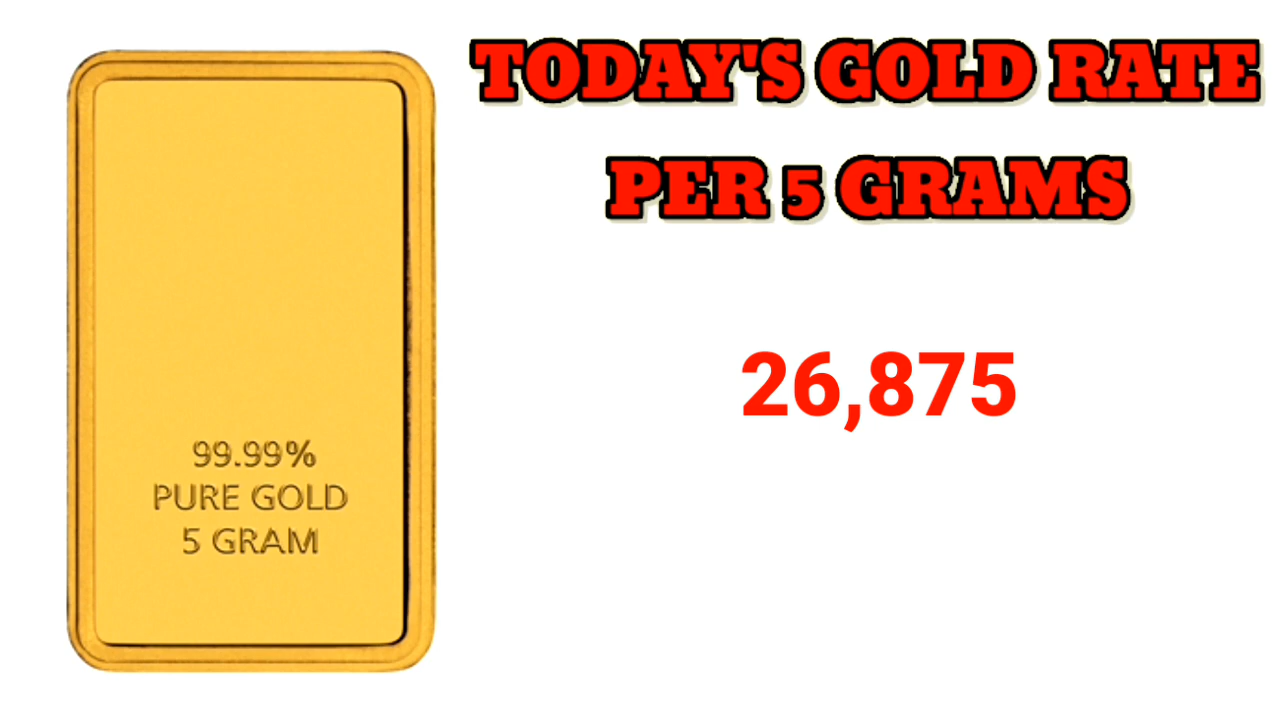 TODAY'S GOLD RATE
PER 5 GRAMS
26,875
99.99%
PURE GOLD
5 GRAM